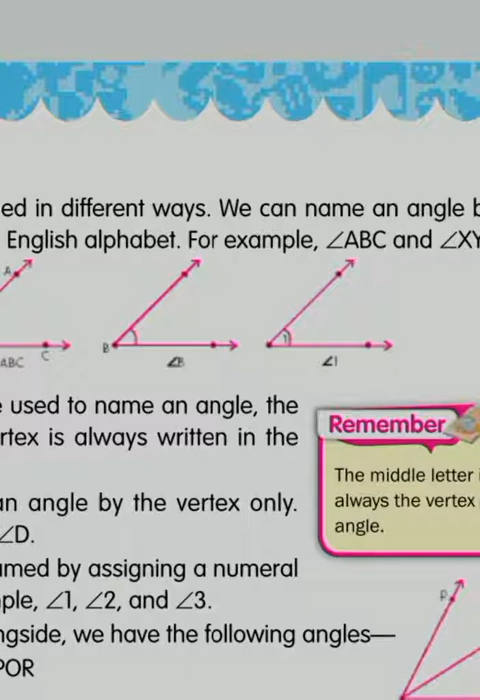 ed in different ways. We can name an angle
English alphabet. For example, ∠ABC and ∠XY
A
C
ABC
B
∠B
1
∠1
used to name an angle, the
rtex is always written in the
Remember
The middle letter
always the vertex
angle.
an angle by the vertex only.
∠D.
amed by assigning a numeral
ple, ∠1, ∠2, and ∠3.
ngside, we have the following angles—
POR